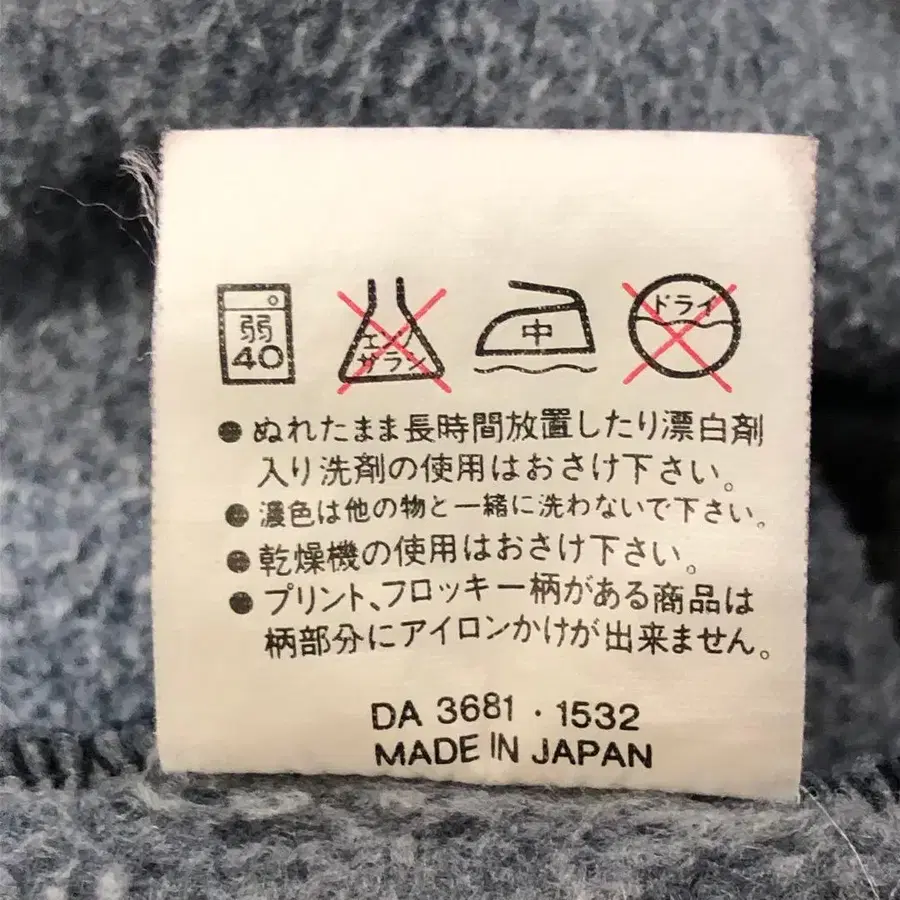 弱
40
エンソ
サラシ
中
ドライ
●ぬれたまま長時間放置したり漂白剤
入り洗剤の使用はおさけ下さい。
●濃色は他の物と一緒に洗わないで下さい。
●乾燥機の使用はおさけ下さい。
●プリント、フロッキー柄がある商品は
柄部分にアイロンかけが出来ません。
DA 3681・1532
MADE IN JAPAN